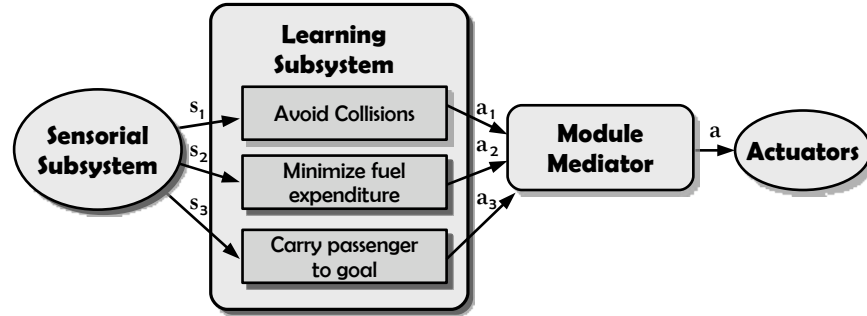 Learning
Subsystem
Sensorial
Subsystem
s1
s2
s3
Avoid Collisions
Minimize fuel
expenditure
Carry passenger
to goal
a1
a2
a3
Module
Mediator
a
Actuators